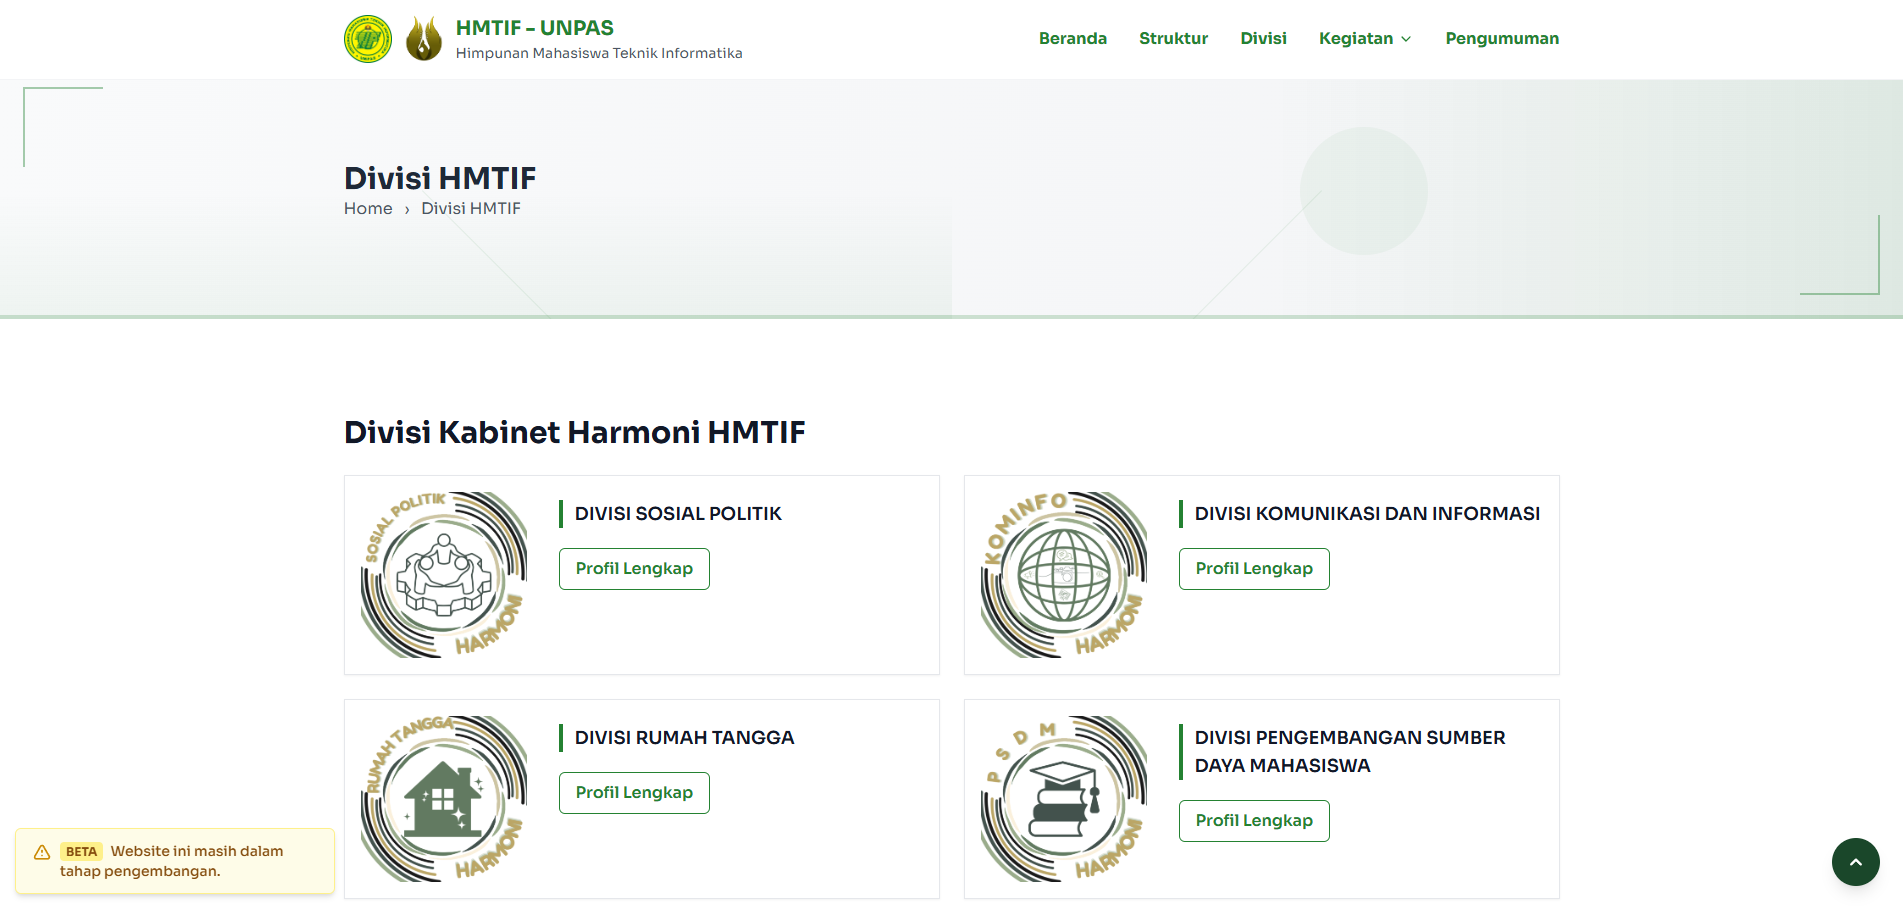 HMTIF - UNPAS
Himpunan Mahasiswa Teknik Informatika
Beranda
Struktur
Divisi
Kegiatan
Pengumuman
Divisi HMTIF
Home › Divisi HMTIF
Divisi Kabinet Harmoni HMTIF
SOSIAL POLITIK
HARMONI
DIVISI SOSIAL POLITIK
Profil Lengkap
KOMINFO
HARMONI
DIVISI KOMUNIKASI DAN INFORMASI
Profil Lengkap
RUMAH TANGGA
HARMONI
DIVISI RUMAH TANGGA
Profil Lengkap
PSDM
HARMONI
DIVISI PENGEMBANGAN SUMBER
DAYA MAHASISWA
Profil Lengkap
BETA Website ini masih dalam
tahap pengembangan.